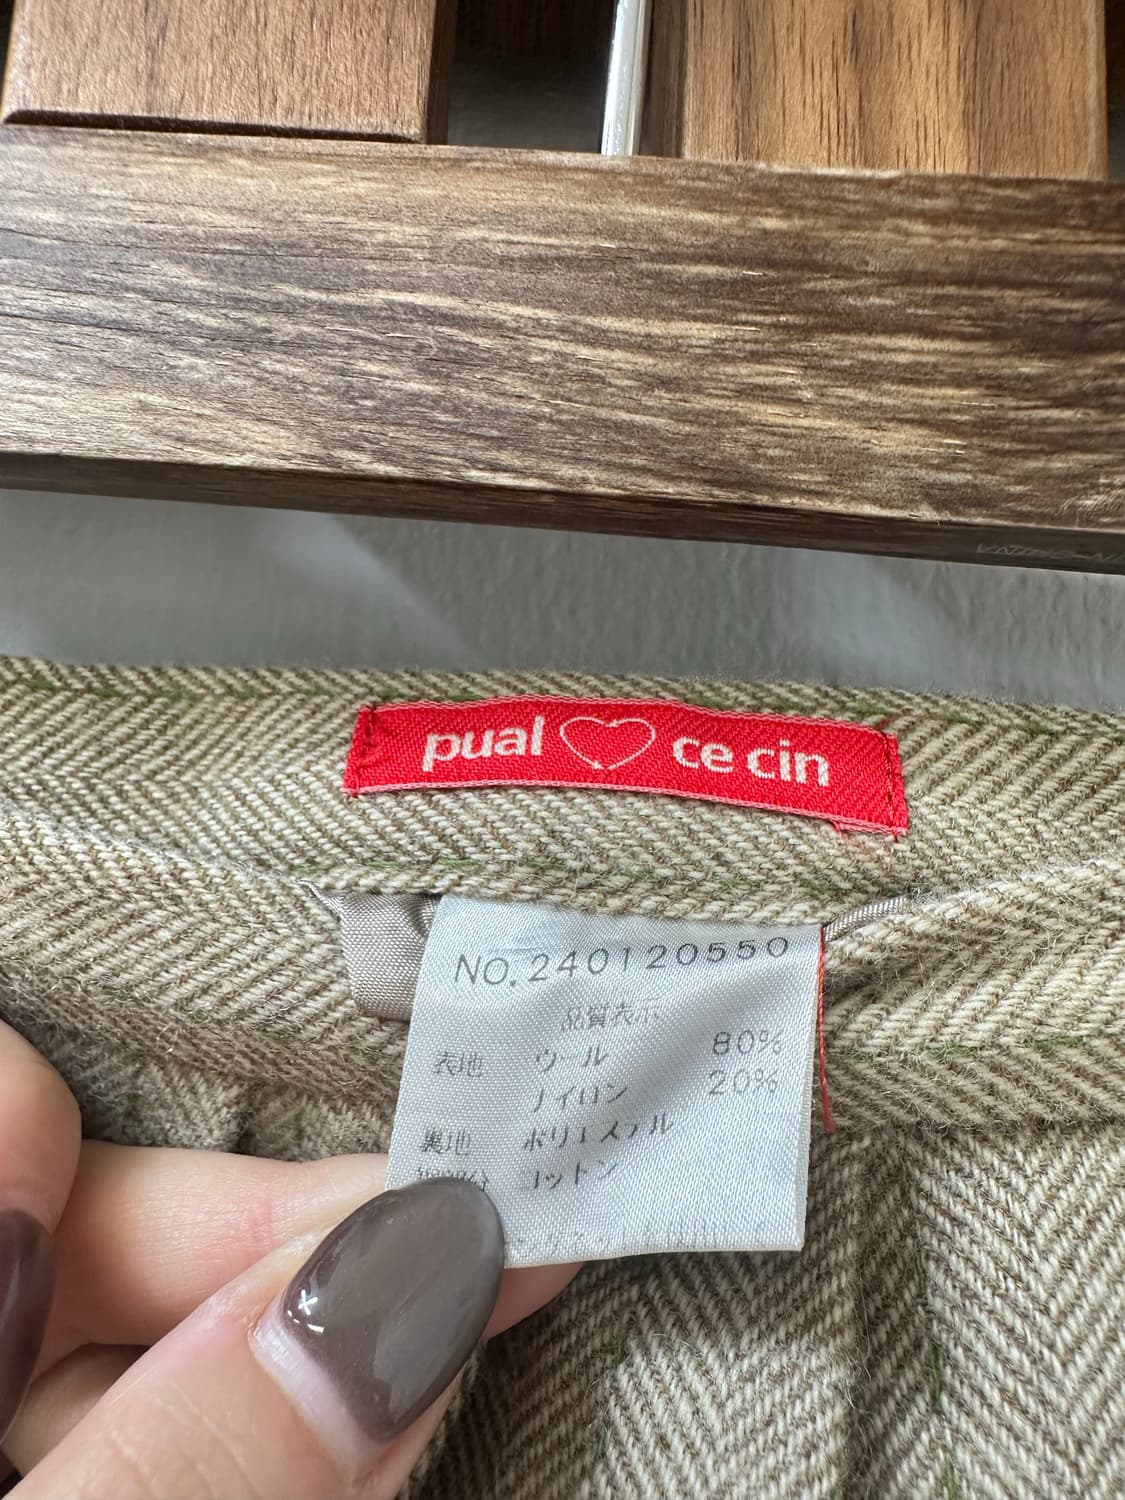 pual ce cin
NO.240120550
品質表示
表地 ウール 80%
ナイロン 20%
裏地 ポリエステル
コットン